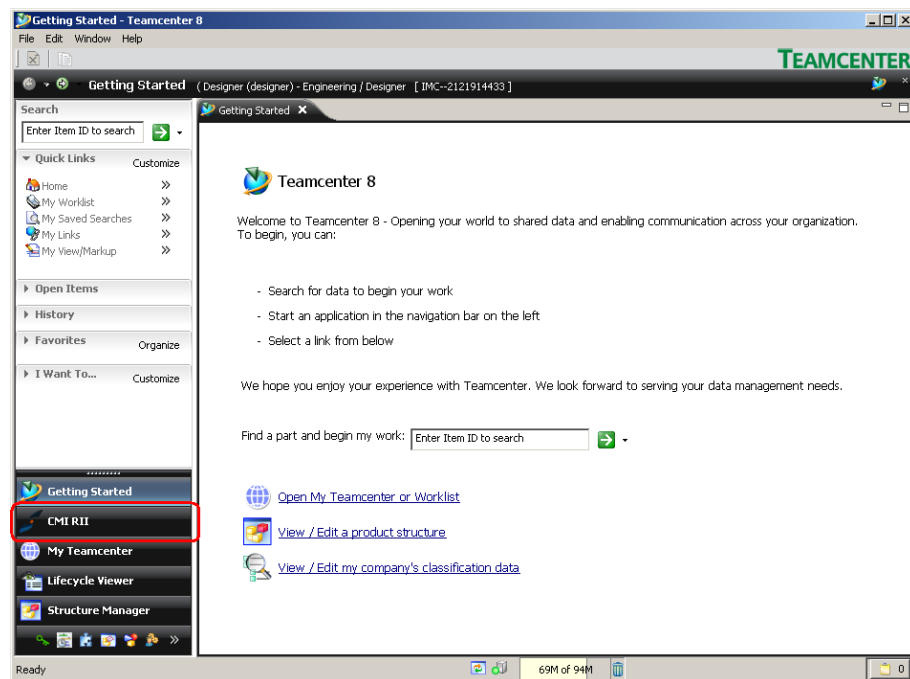 Getting Started - Teamcenter 8
File Edit Window Help
TEAMCENTER
Getting Started ( Designer (designer) - Engineering / Designer [ IMC--2121914433 ]
Search
Enter Item ID to search
Quick Links Customize
Home
My Worklist
My Saved Searches
My Links
My View/Markup
Open Items
History
Favorites Organize
I Want To... Customize
Getting Started
CMI RII
My Teamcenter
Lifecycle Viewer
Structure Manager
Getting Started
Teamcenter 8
Welcome to Teamcenter 8 - Opening your world to shared data and enabling communication across your organization.
To begin, you can:
- Search for data to begin your work
- Start an application in the navigation bar on the left
- Select a link from below
We hope you enjoy your experience with Teamcenter. We look forward to serving your data management needs.
Find a part and begin my work: Enter Item ID to search
Open My Teamcenter or Worklist
View / Edit a product structure
View / Edit my company's classification data
Ready
69M of 94M
0